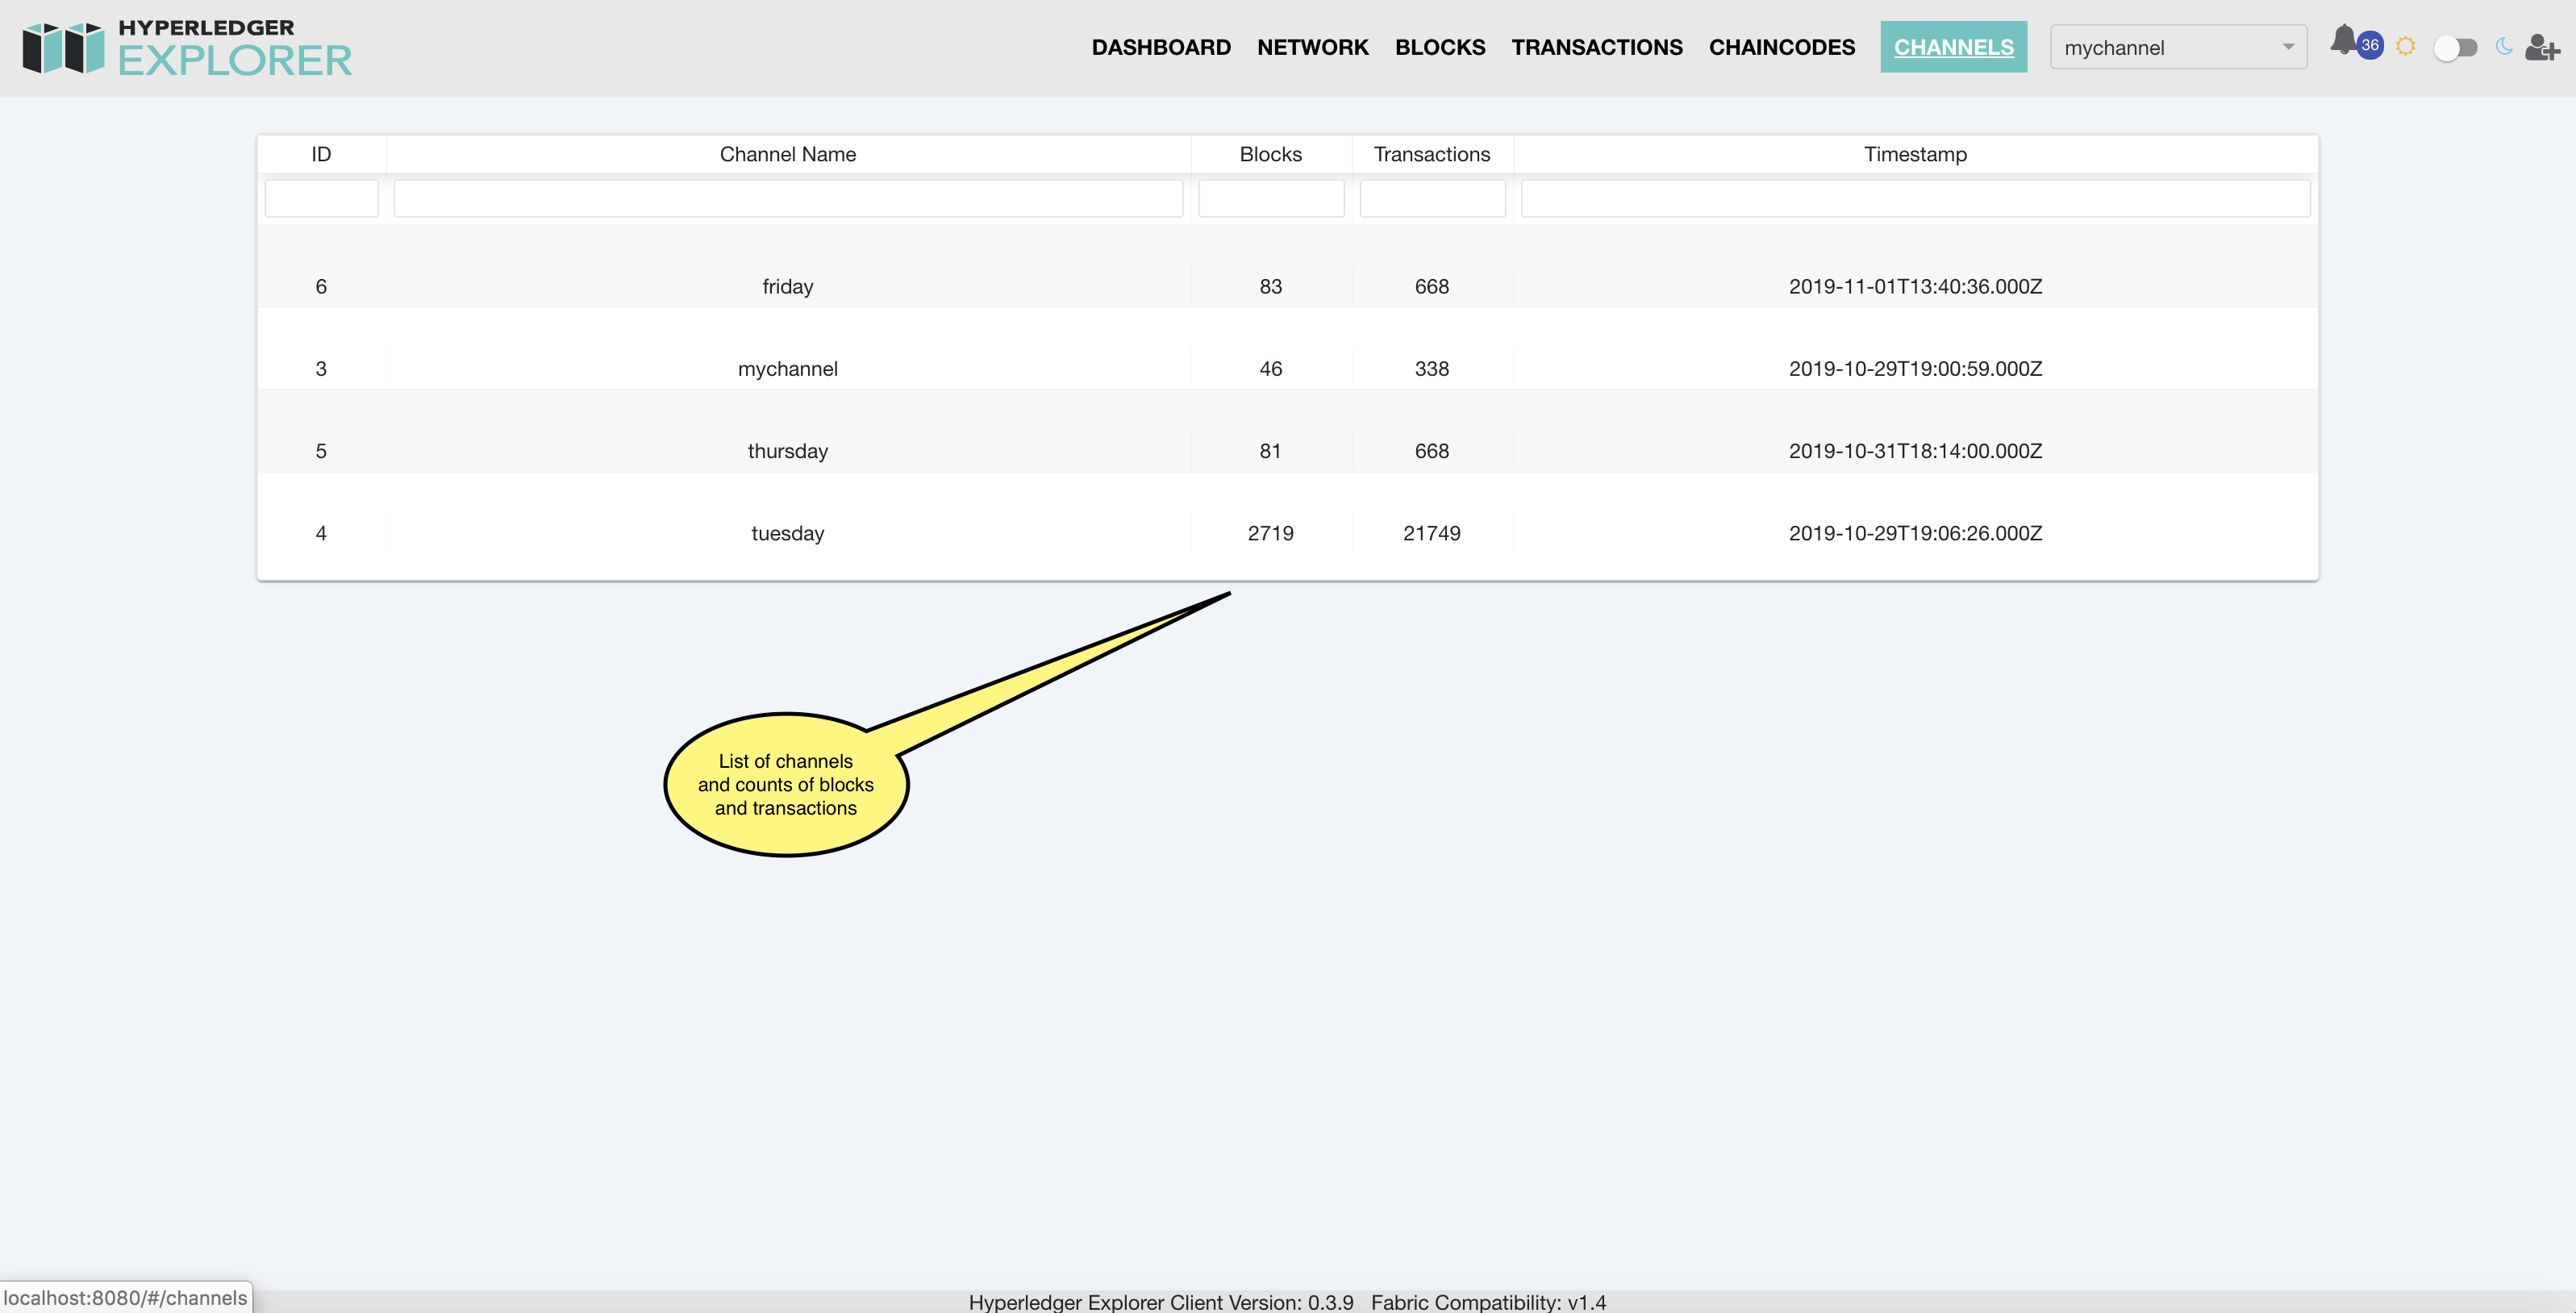 HYPERLEDGER
EXPLORER
DASHBOARD NETWORK BLOCKS TRANSACTIONS CHAINCODES CHANNELS mychannel 36
ID Channel Name Blocks Transactions Timestamp
6 friday 83 668 2019-11-01T13:40:36.000Z
3 mychannel 46 338 2019-10-29T19:00:59.000Z
5 thursday 81 668 2019-10-31T18:14:00.000Z
4 tuesday 2719 21749 2019-10-29T19:06:26.000Z
List of channels
and counts of blocks
and transactions
localhost:8080/#/channels
Hyperledger Explorer Client Version: 0.3.9 Fabric Compatibility: v1.4